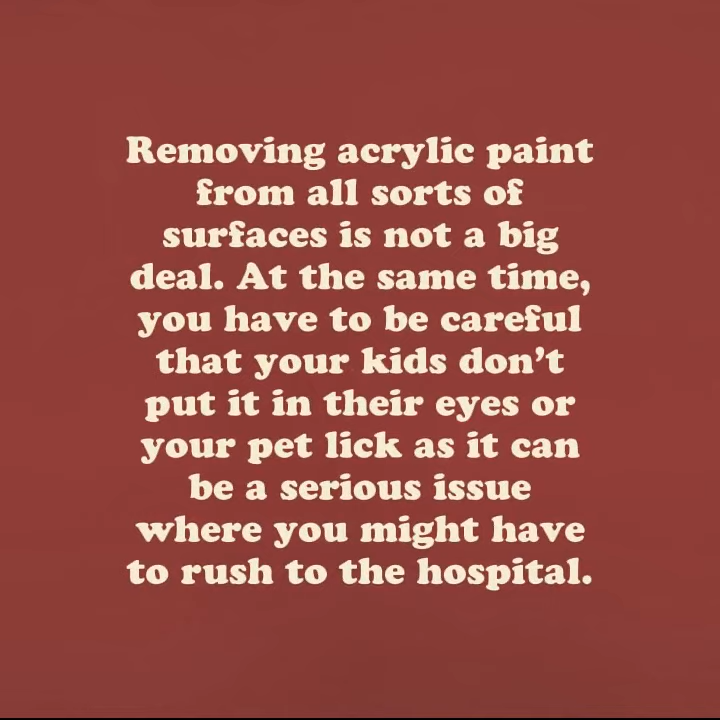 Removing acrylic paint
from all sorts of
surfaces is not a big
deal. At the same time,
you have to be careful
that your kids don’t
put it in their eyes or
your pet lick as it can
be a serious issue
where you might have
to rush to the hospital.